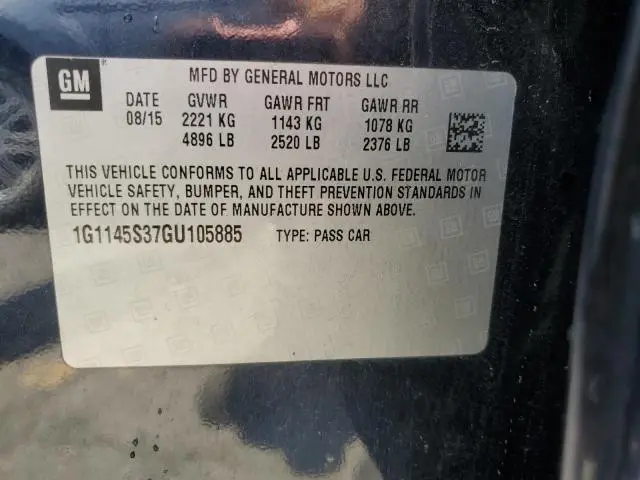 GM
MFD BY GENERAL MOTORS LLC
DATE GVWR GAWR FRT GAWR RR
08/15 2221 KG 1143 KG 1078 KG
4896 LB 2520 LB 2376 LB
THIS VEHICLE CONFORMS TO ALL APPLICABLE U.S. FEDERAL MOTOR
VEHICLE SAFETY, BUMPER, AND THEFT PREVENTION STANDARDS IN
EFFECT ON THE DATE OF MANUFACTURE SHOWN ABOVE.
1G1145S37GU105885 TYPE: PASS CAR